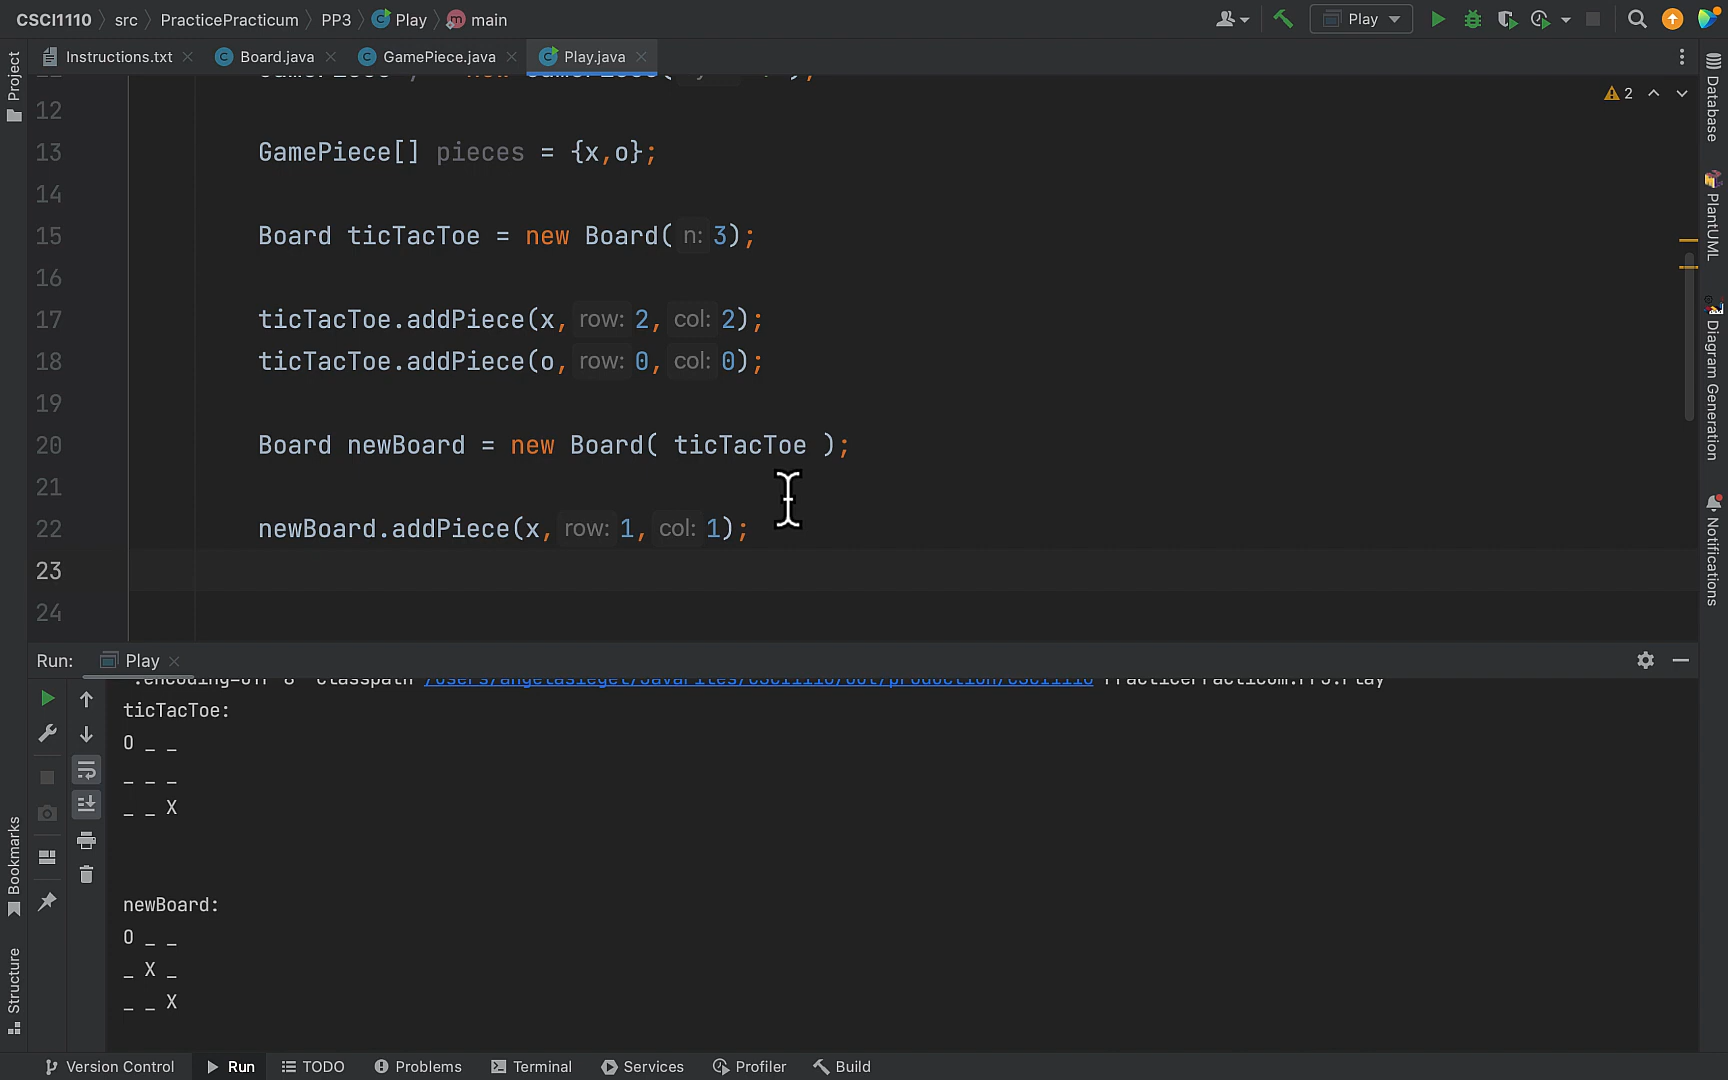 CSCI1110 src PracticePracticum PP3 Play main
Play
Instructions.txt Board.java GamePiece.java Play.java
Project
2
12
13 GamePiece[] pieces = {x,o};
14
15 Board ticTacToe = new Board( n: 3);
16
17 ticTacToe.addPiece(x, row: 2, col: 2);
18 ticTacToe.addPiece(o, row: 0, col: 0);
19
20 Board newBoard = new Board( ticTacToe );
21
22 newBoard.addPiece(x, row: 1, col: 1);
23
24
Database
PlantUML
Diagram Generation
Notifications
Run: Play
ticTacToe:
O _ _
_ _ _
_ _ X
newBoard:
O _ _
_ X _
_ _ X
Bookmarks
Structure
Version Control Run TODO Problems Terminal Services Profiler Build